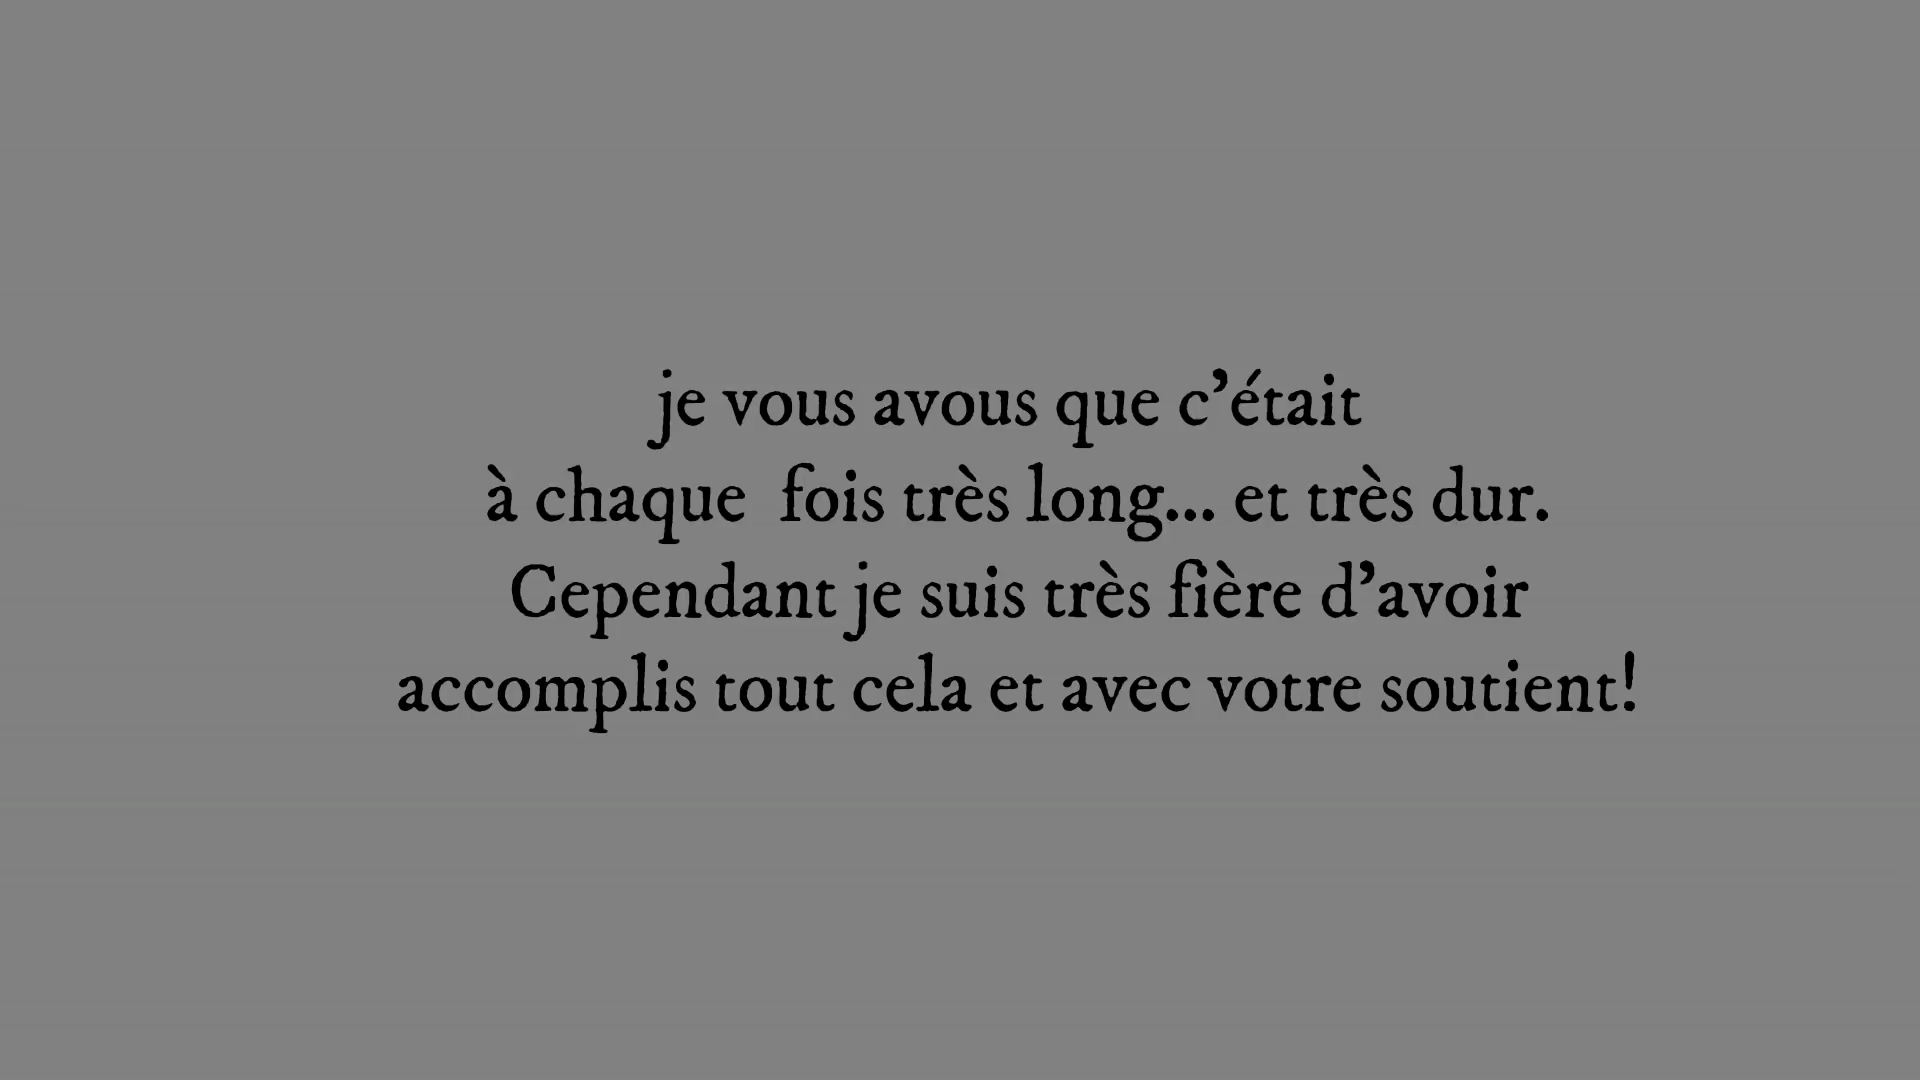 je vous avous que c’était
à chaque  fois très long... et très dur.
Cependant je suis très fière d’avoir
accomplis tout cela et avec votre soutient!